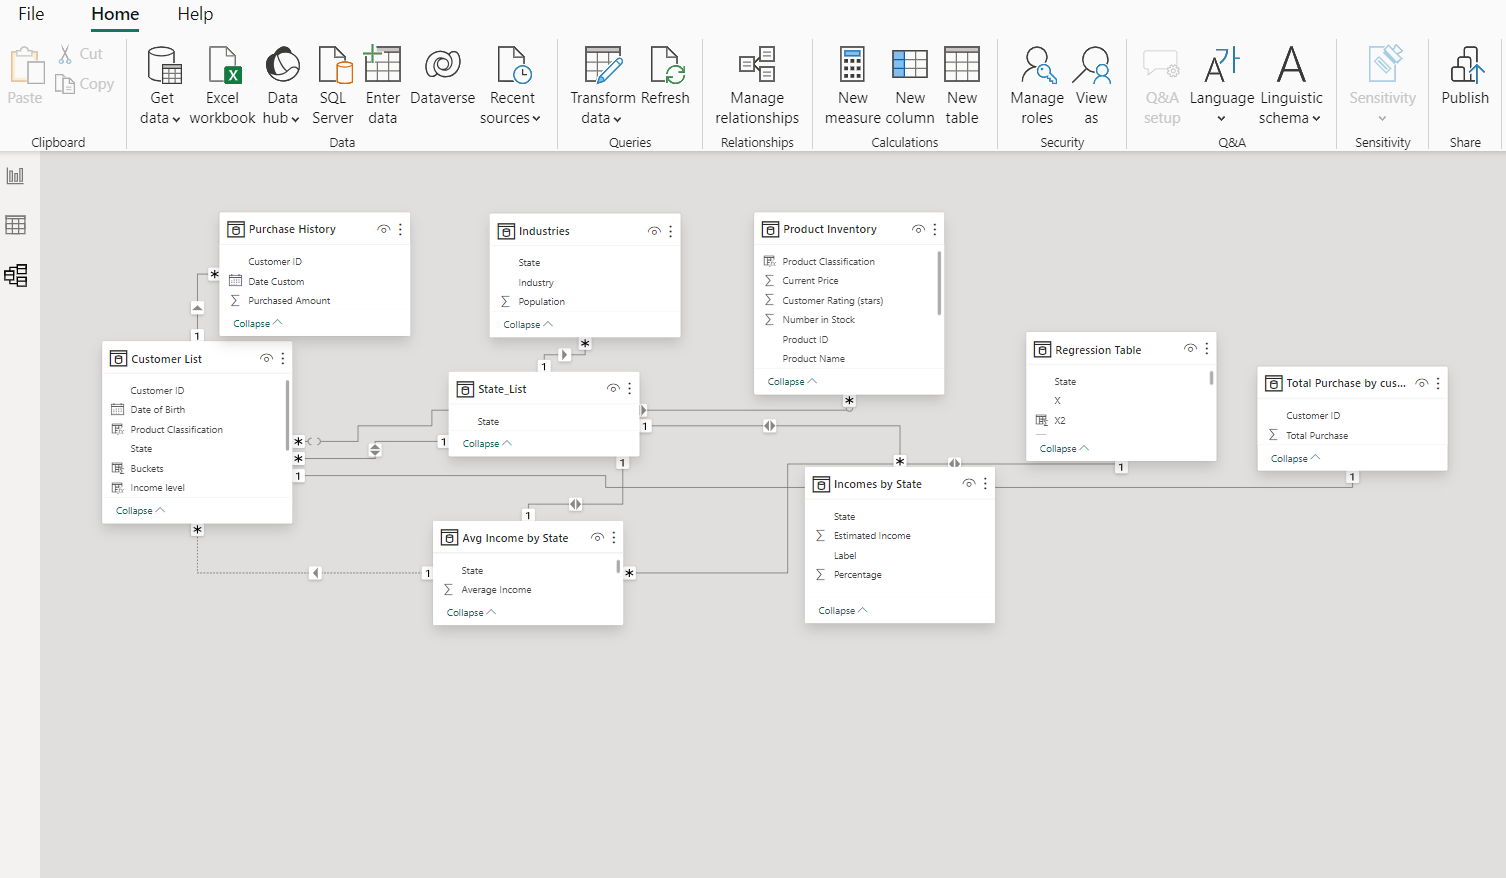 File Home Help
Paste
Cut
Copy
Clipboard
Get data
Excel workbook
Data hub
SQL Server
Enter data
Dataverse
Recent sources
Data
Transform data
Refresh
Queries
Manage relationships
Relationships
New measure
New column
New table
Calculations
Manage roles
View as
Security
Q&A setup
Language
Linguistic schema
Q&A
Sensitivity
Sensitivity
Publish
Share
Purchase History
Customer ID
Date Custom
Purchased Amount
Collapse
Industries
State
Industry
Population
Collapse
Product Inventory
Product Classification
Current Price
Customer Rating (stars)
Number in Stock
Product ID
Product Name
Collapse
Customer List
Customer ID
Date of Birth
Product Classification
State
Buckets
Income level
Collapse
State_List
State
Collapse
Regression Table
State
X
X2
Collapse
Total Purchase by cus...
Customer ID
Total Purchase
Collapse
Avg Income by State
State
Average Income
Collapse
Incomes by State
State
Estimated Income
Label
Percentage
Collapse
*
1
*
1
*
*
1
*
1
*
1
1
1
*
1
*
1
*
1
1